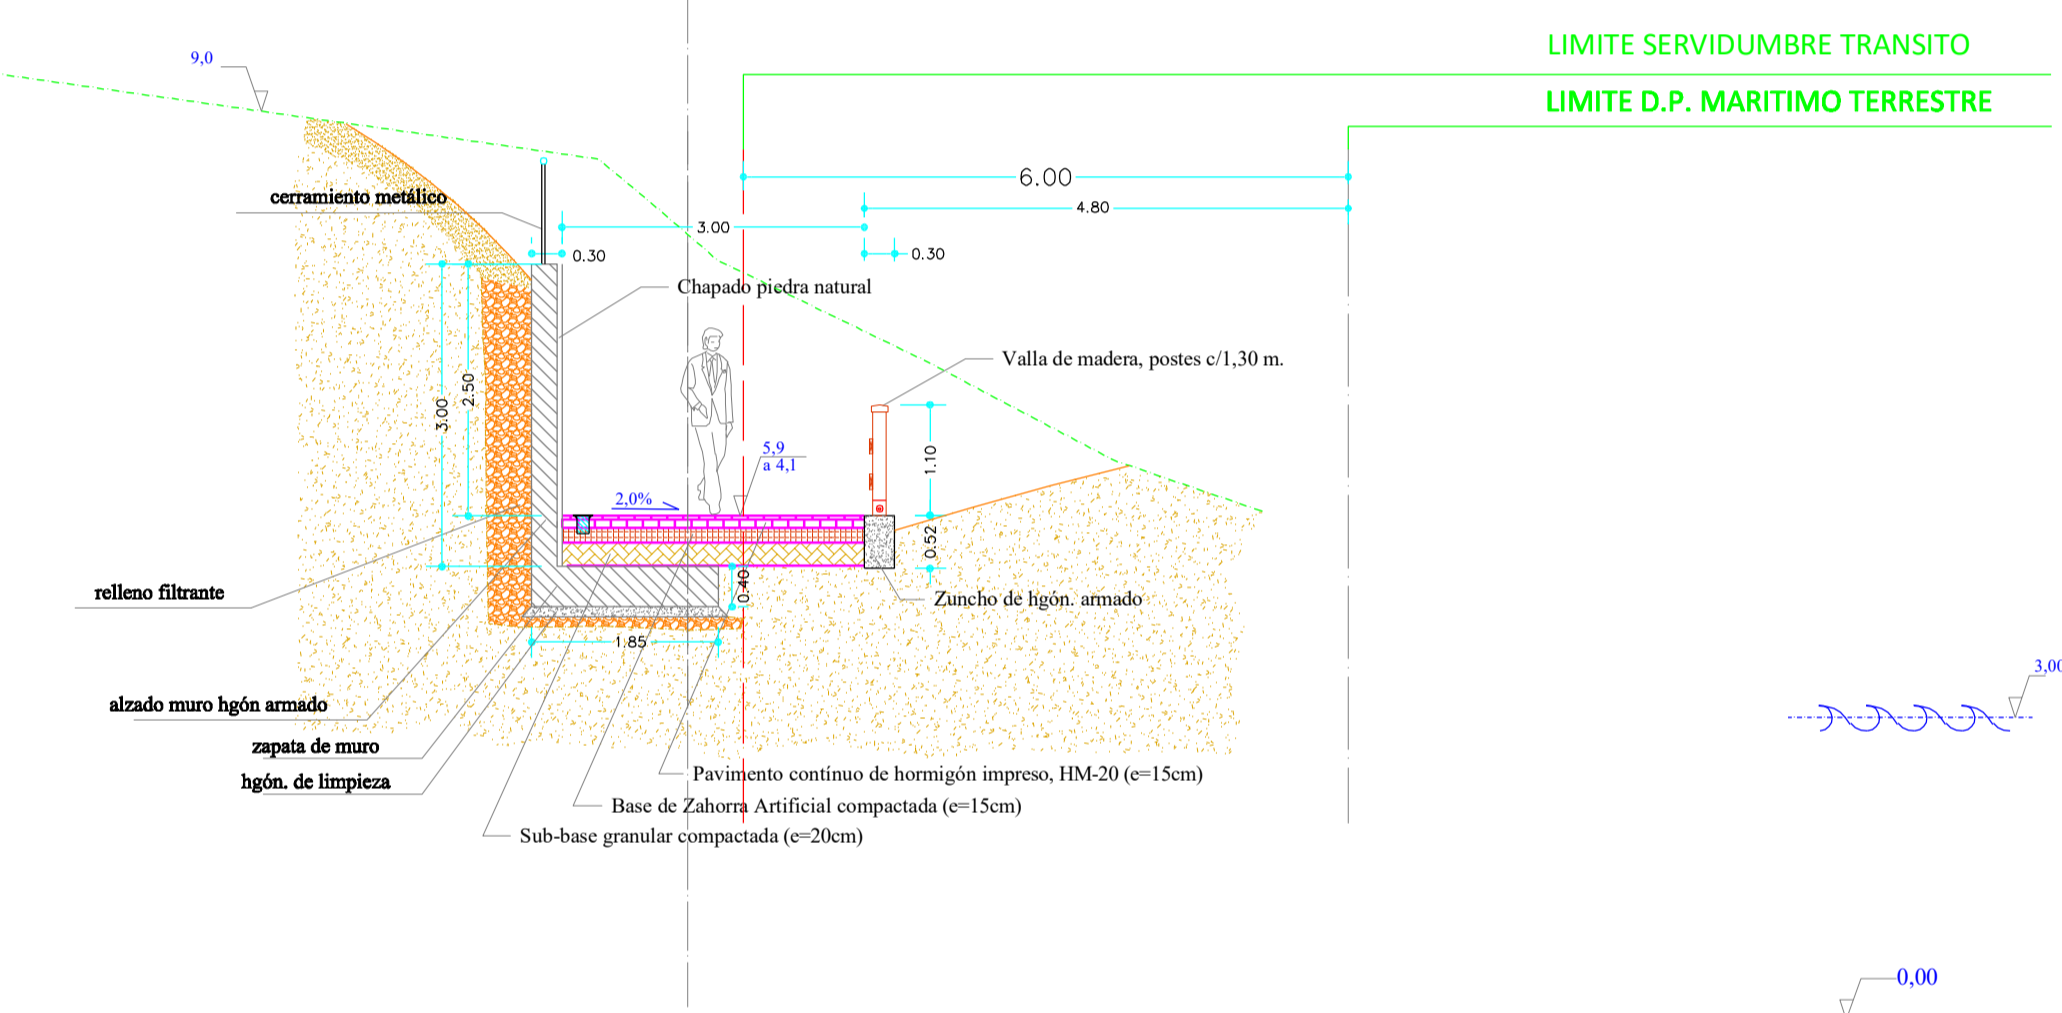 LIMITE SERVIDUMBRE TRANSITO
9,0
LIMITE D.P. MARITIMO TERRESTRE
6.00
cerramiento metálico
4.80
3.00
0.30
0.30
Chapado piedra natural
Valla de madera, postes c/1,30 m.
2.50
3.00
5,9
a 4,1
1.10
2,0%
0.52
0.40
relleno filtrante
Zuncho de hgón. armado
1.85
3,00
alzado muro hgón armado
zapata de muro
hgón. de limpieza
Pavimento contínuo de hormigón impreso, HM-20 (e=15cm)
Base de Zahorra Artificial compactada (e=15cm)
Sub-base granular compactada (e=20cm)
0,00